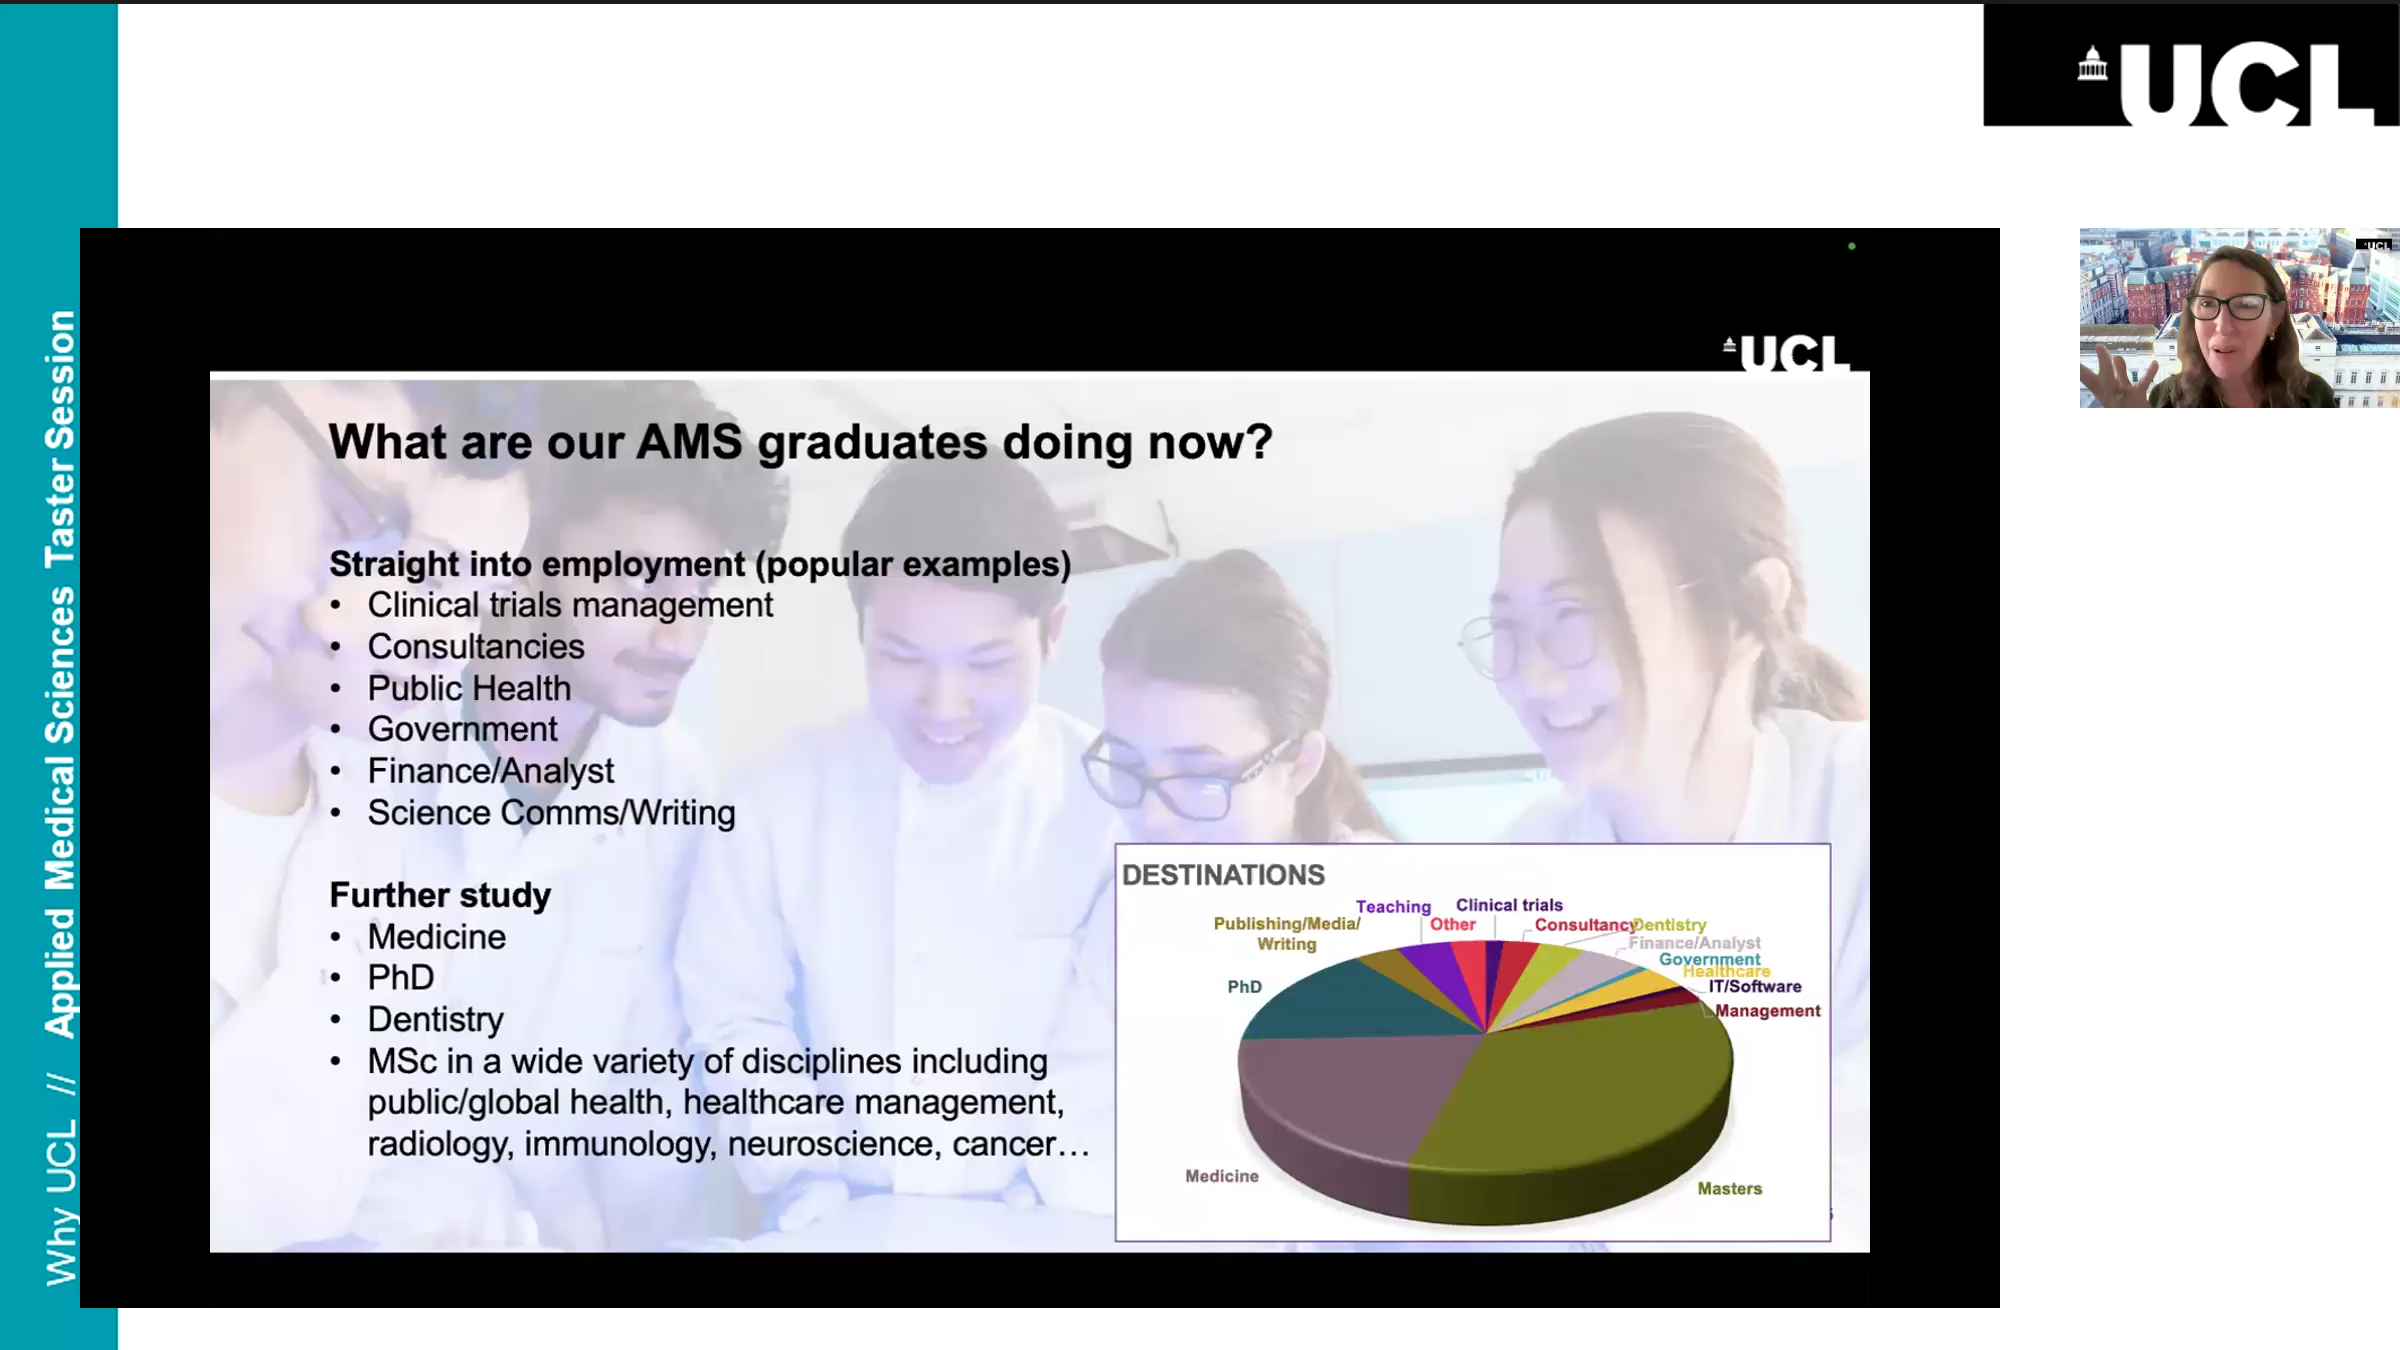 UCL
Why UCL // Applied Medical Sciences Taster Session
UCL
UCL
What are our AMS graduates doing now?
Straight into employment (popular examples)
• Clinical trials management
• Consultancies
• Public Health
• Government
• Finance/Analyst
• Science Comms/Writing
Further study
• Medicine
• PhD
• Dentistry
• MSc in a wide variety of disciplines including
public/global health, healthcare management,
radiology, immunology, neuroscience, cancer…
DESTINATIONS
Publishing/Media/
Writing
Teaching
Other
Clinical trials
Consultancy
Dentistry
Finance/Analyst
Government
Healthcare
IT/Software
Management
PhD
Medicine
Masters